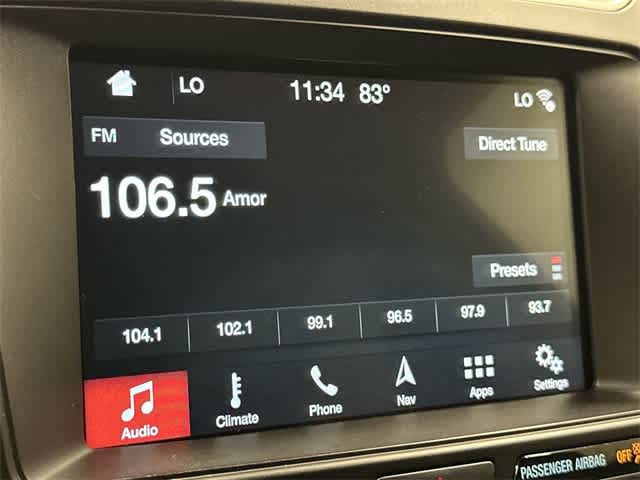 LO 11:34 83° LO
FM Sources Direct Tune
106.5 Amor
Presets
104.1 102.1 99.1 96.5 97.9 93.7
Audio Climate Phone Nav Apps Settings
PASSENGER AIRBAG OFF